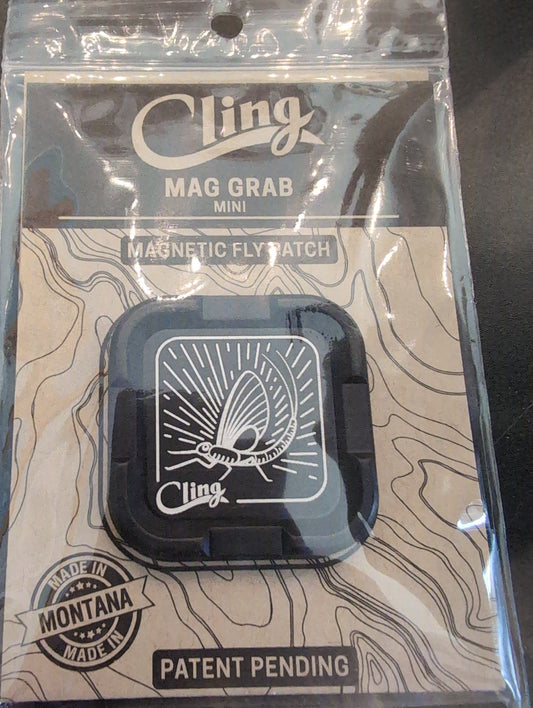 Cling
MAG GRAB
MINI
MAGNETIC FLY PATCH
Cling
MADE IN
MONTANA
MADE IN
PATENT PENDING